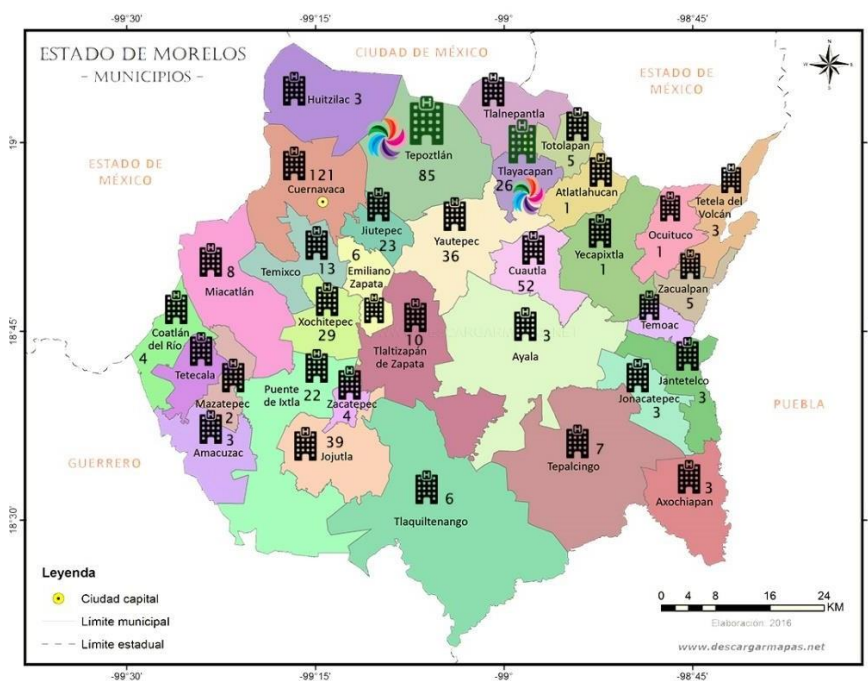 -99°30'
-99°15'
-99°
-98°45'
ESTADO DE MORELOS
- MUNICIPIOS -
CIUDAD DE MÉXICO
ESTADO DE
MÉXICO
ESTADO DE
MÉXICO
GUERRERO
PUEBLA
19°
18°45'
18°30'
Huitzilac 3
Tepoztlán
85
Tlalnepantla
Totolapan
5
Tlayacapan
26
Atlatlahucan
1
121
Cuernavaca
Jiutepec
23
Yautepec
36
Cuautla
52
Yecapixtla
1
Ocuituco
1
Tetela del
Volcán
3
Zacualpan
5
Temoac
8
Miacatlán
Temixco
13
6
Emiliano
Zapata
Xochitepec
29
10
Tlaltizapán
de Zapata
3
Ayala
Coatlán
del Río
4
Tetecala
Mazatepec
2
3
Amacuzac
Puente
de Ixtla
22
Zacatepec
4
39
Jojutla
6
Tlaquiltenango
7
Tepalcingo
Jonacatepec
3
Jantetelco
3
3
Axochiapan
Leyenda
Ciudad capital
Límite municipal
Límite estadual
0 2 4 8 16 24
KM
Elaboración: 2016
www.descargarmapas.net
-99°30'
-99°15'
-99°
-98°45'